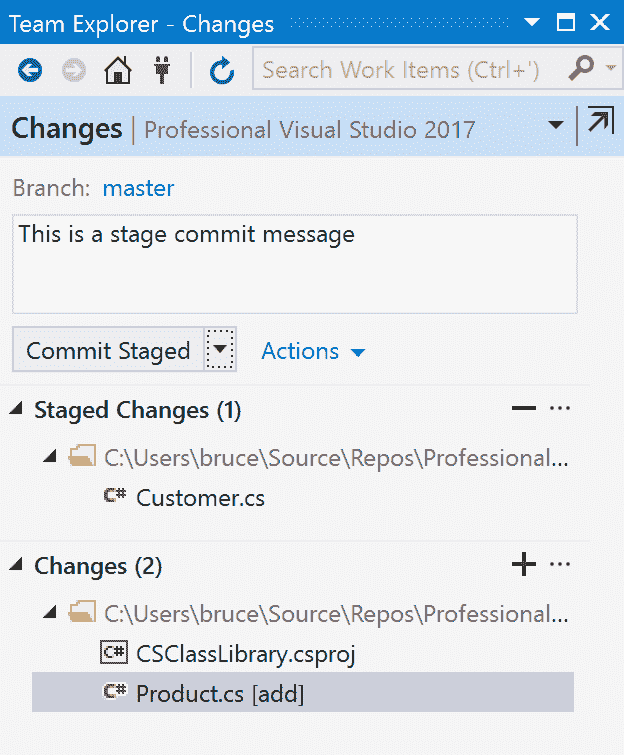 Team Explorer - Changes
Search Work Items (Ctrl+')
Changes | Professional Visual Studio 2017
Branch: master
This is a stage commit message
Commit Staged Actions
Staged Changes (1)
C:\Users\bruce\Source\Repos\Professional...
C# Customer.cs
Changes (2)
C:\Users\bruce\Source\Repos\Professional...
C# CSClassLibrary.csproj
C# Product.cs [add]